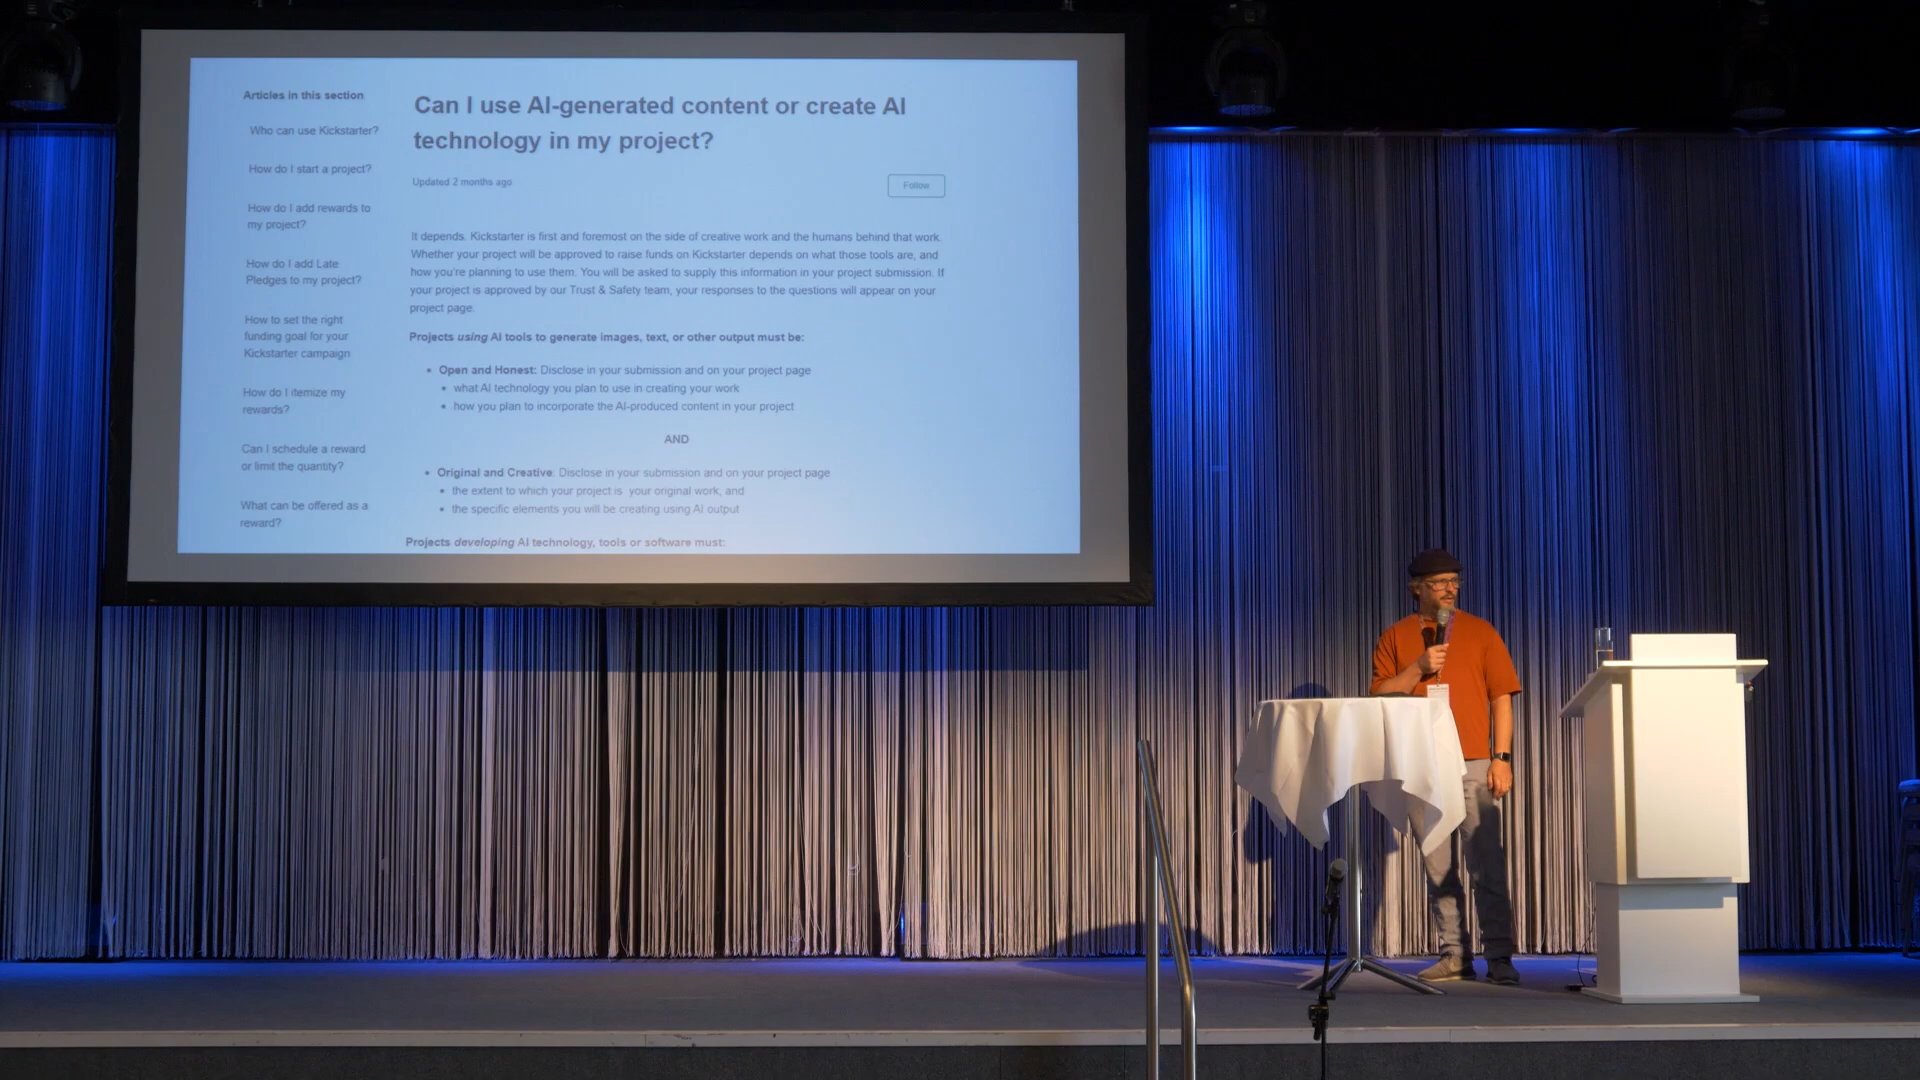 Articles in this section
Who can use Kickstarter?
How do I start a project?
How do I add rewards to
my project?
How do I add Late
Pledges to my project?
How to set the right
funding goal for your
Kickstarter campaign
How do I itemize my
rewards?
Can I schedule a reward
or limit the quantity?
What can be offered as a
reward?
Can I use AI-generated content or create AI
technology in my project?
Updated 2 months ago
Follow
It depends. Kickstarter is first and foremost on the side of creative work and the humans behind that work.
Whether your project will be approved to raise funds on Kickstarter depends on what those tools are, and
how you're planning to use them. You will be asked to supply this information in your project submission. If
your project is approved by our Trust & Safety team, your responses to the questions will appear on your
project page.
Projects using AI tools to generate images, text, or other output must be:
• Open and Honest: Disclose in your submission and on your project page
• what AI technology you plan to use in creating your work
• how you plan to incorporate the AI-produced content in your project
AND
• Original and Creative: Disclose in your submission and on your project page
• the extent to which your project is your original work, and
• the specific elements you will be creating using AI output
Projects developing AI technology, tools or software must: